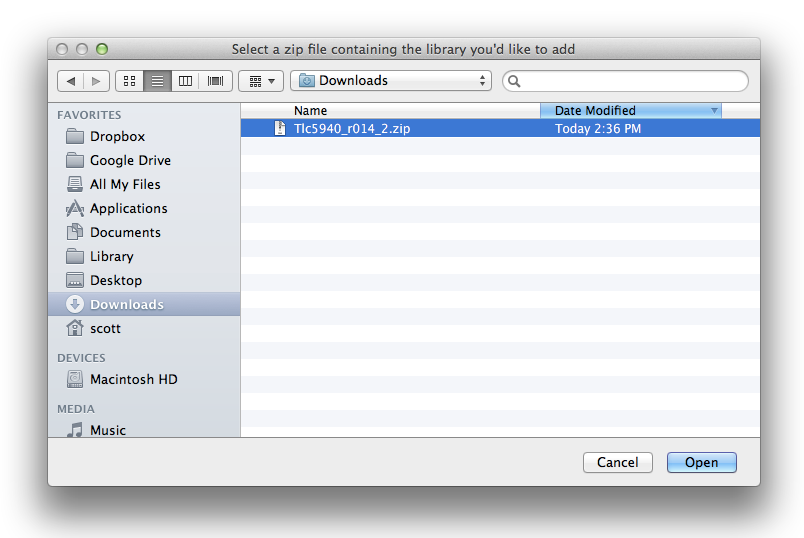 Select a zip file containing the library you'd like to add
Downloads
FAVORITES
Dropbox
Google Drive
All My Files
Applications
Documents
Library
Desktop
Downloads
scott
DEVICES
Macintosh HD
MEDIA
Music
Name Date Modified
Tlc5940_r014_2.zip Today 2:36 PM
Cancel Open